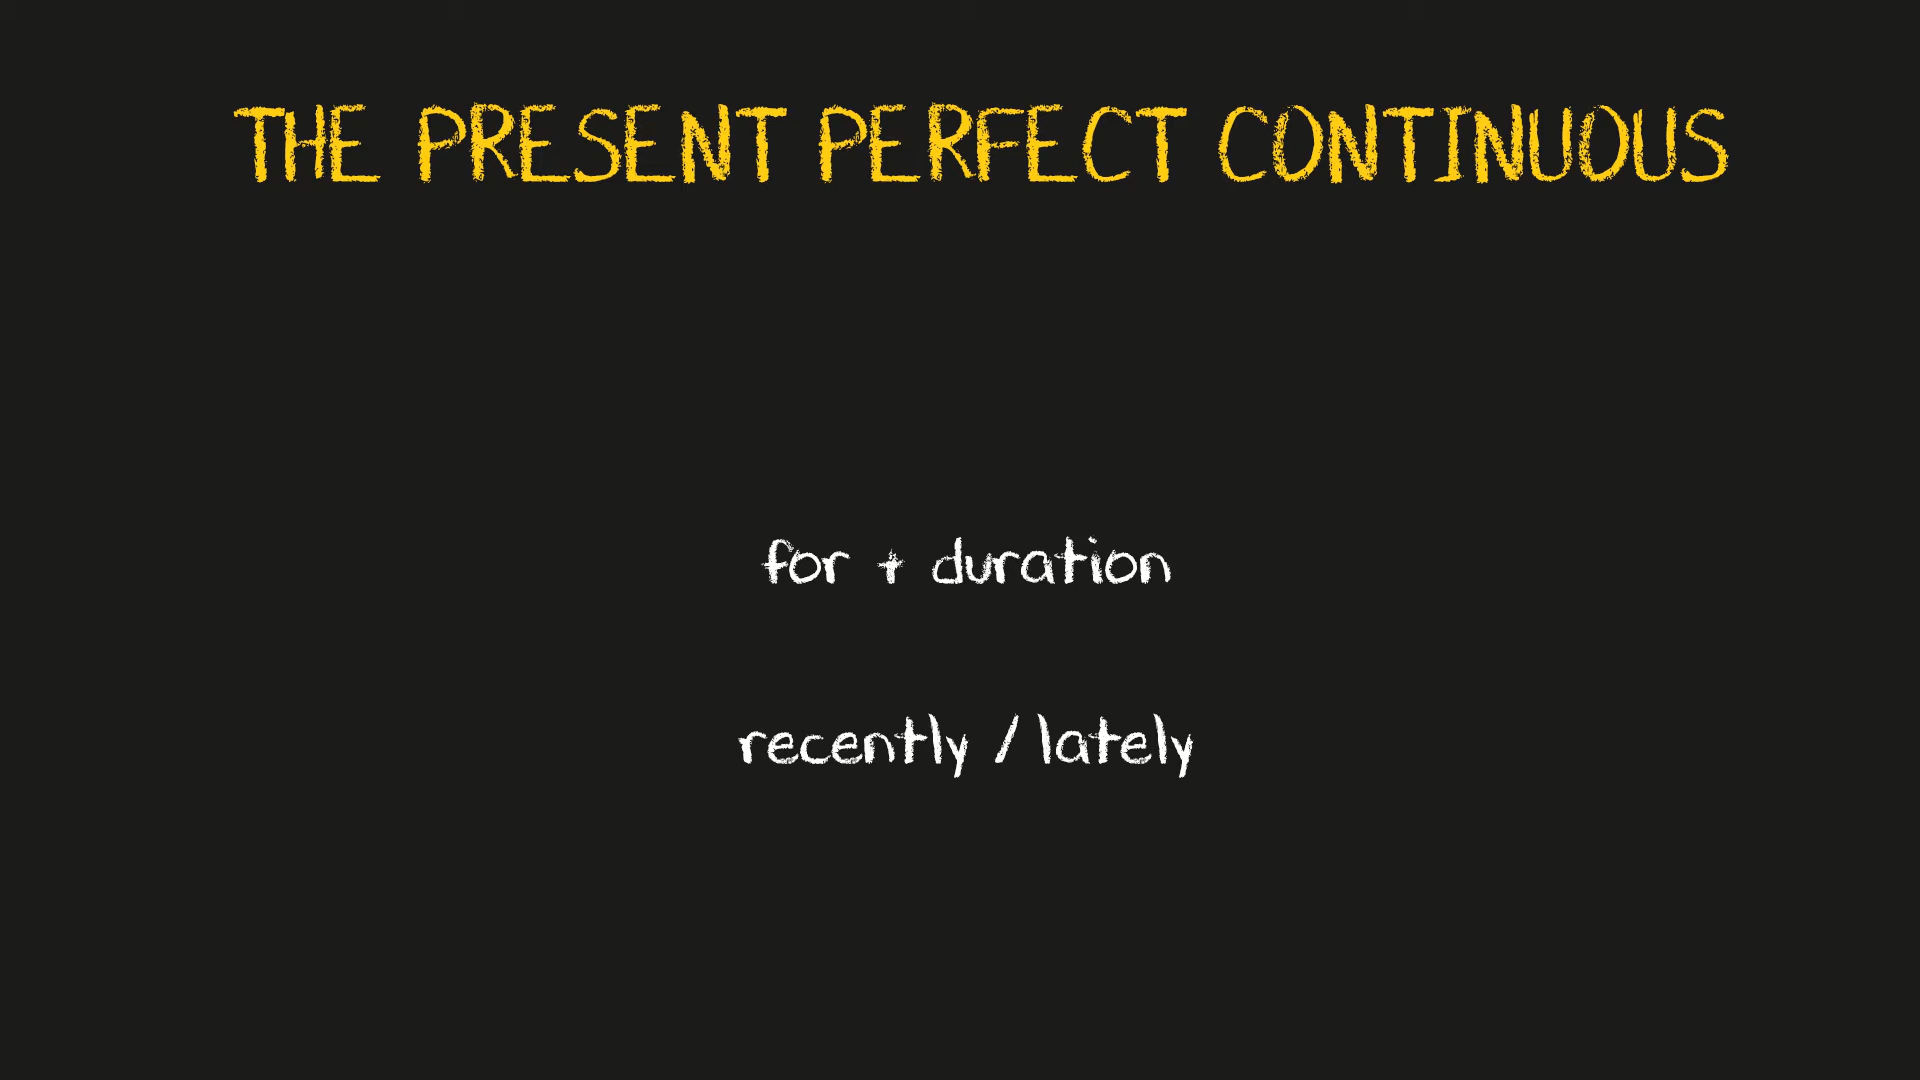 THE PRESENT PERFECT CONTINUOUS
for + duration
recently / lately